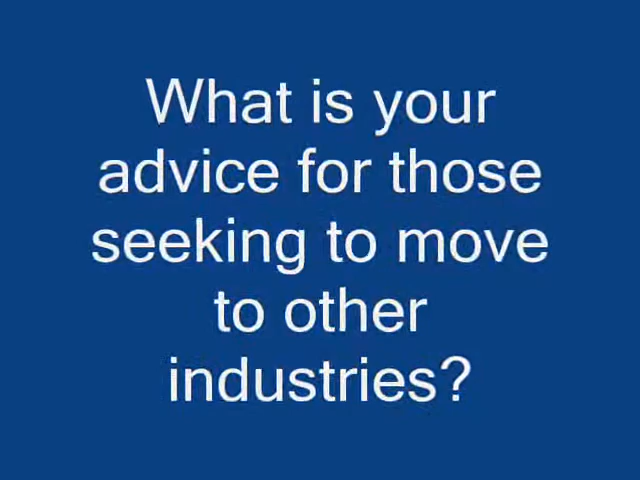 What is your
advice for those
seeking to move
to other
industries?